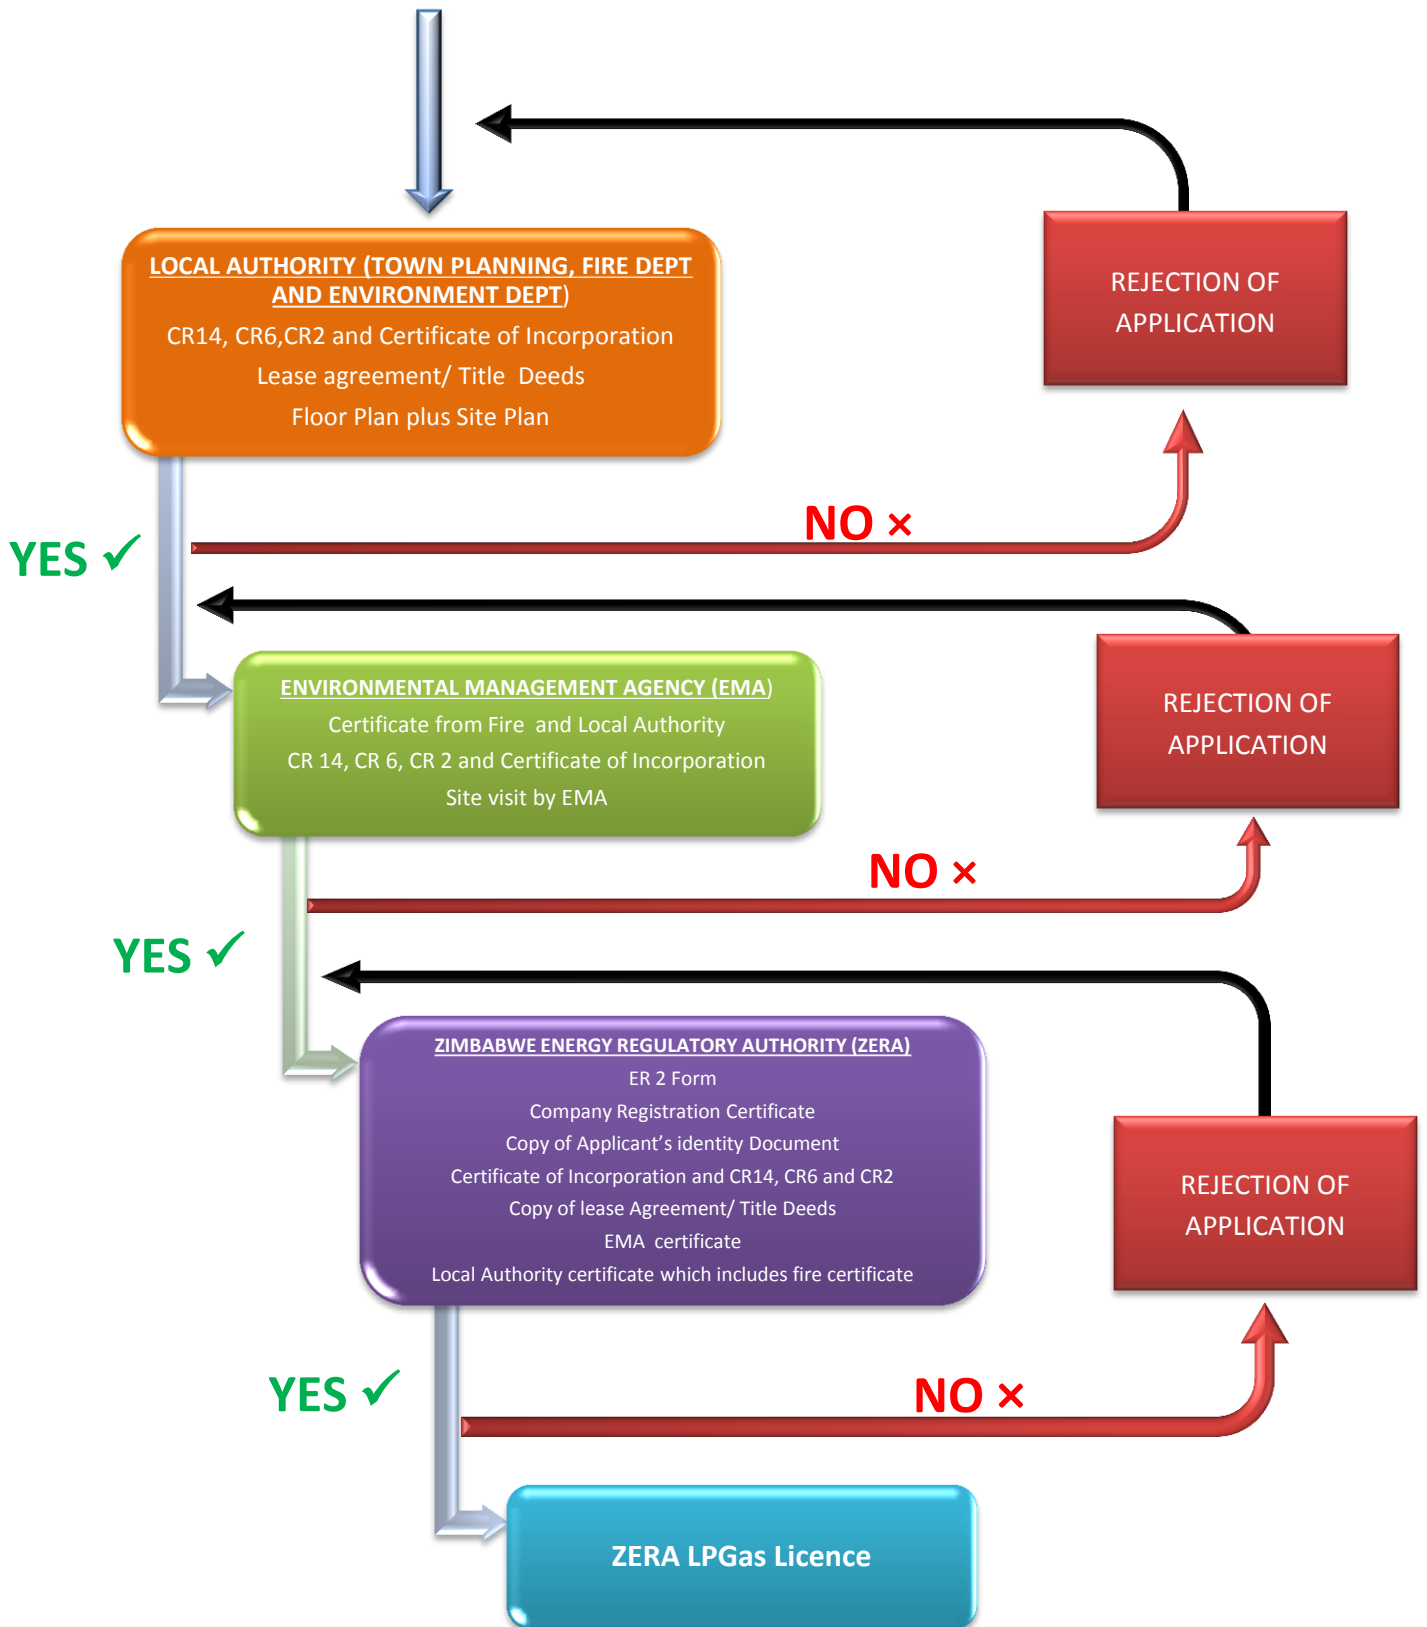 LOCAL AUTHORITY (TOWN PLANNING, FIRE DEPT
AND ENVIRONMENT DEPT)
CR14, CR6,CR2 and Certificate of Incorporation
Lease agreement/ Title Deeds
Floor Plan plus Site Plan
REJECTION OF
APPLICATION
NO ×
YES ✓
ENVIRONMENTAL MANAGEMENT AGENCY (EMA)
Certificate from Fire and Local Authority
CR 14, CR 6, CR 2 and Certificate of Incorporation
Site visit by EMA
REJECTION OF
APPLICATION
NO ×
YES ✓
ZIMBABWE ENERGY REGULATORY AUTHORITY (ZERA)
ER 2 Form
Company Registration Certificate
Copy of Applicant’s identity Document
Certificate of Incorporation and CR14, CR6 and CR2
Copy of lease Agreement/ Title Deeds
EMA certificate
Local Authority certificate which includes fire certificate
REJECTION OF
APPLICATION
YES ✓
NO ×
ZERA LPGas Licence